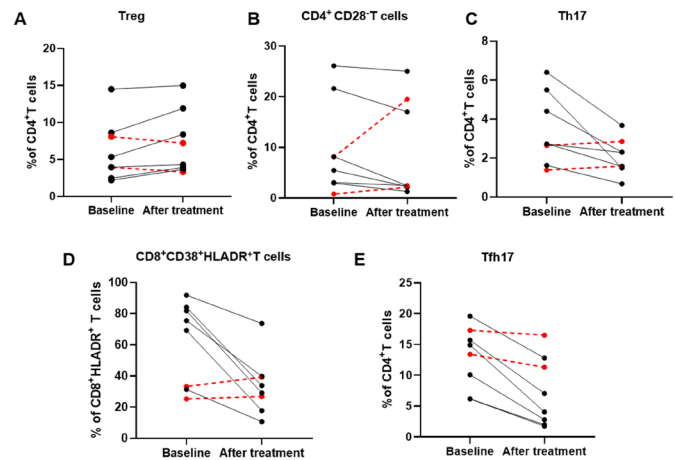 A
Treg
%of CD4⁺T cells
20
15
10
5
0
Baseline After treatment
B
CD4⁺ CD28⁻T cells
%of CD4⁺T cells
30
20
10
0
Baseline After treatment
C
Th17
%of CD4⁺T cells
8
6
4
2
0
Baseline After treatment
D
CD8⁺CD38⁺HLADR⁺T cells
% of CD8⁺HLADR⁺ T cells
100
80
60
40
20
0
Baseline After treatment
E
Tfh17
% of CD4⁺T cells
25
20
15
10
5
0
Baseline After treatment